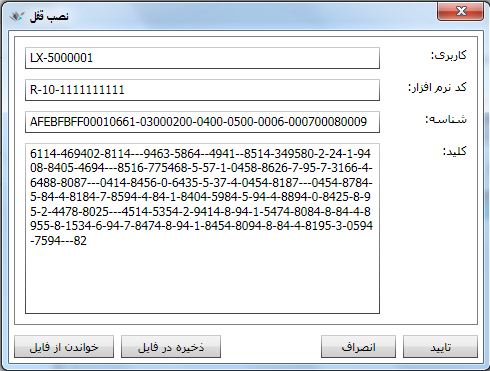 نصب قفل
کاربری:
LX-5000001
کد نرم افزار:
R-10-1111111111
شناسه:
AFEBFBFF00010661-03000200-0400-0500-0006-000700080009
کلید:
6114-469402-8114---9463-5864--4941--8514-349580-2-24-1-94
08-8405-4694---8516-775468-5-57-1-0458-8626-7-95-7-3166-4-
6488-8087---0414-8456-0-6435-5-37-4-0454-8187---0454-8784-
5-84-4-8184-7-8594-4-84-1-8404-5984-5-94-4-8894-0-8425-8-9
5-2-4478-8025---4514-5354-2-9414-8-94-1-5474-8084-8-84-4-8
955-8-1534-6-94-7-8474-8-94-1-8454-8094-8-84-4-8195-3-0594
-7594---82
تایید
انصراف
ذخیره در فایل
خواندن از فایل